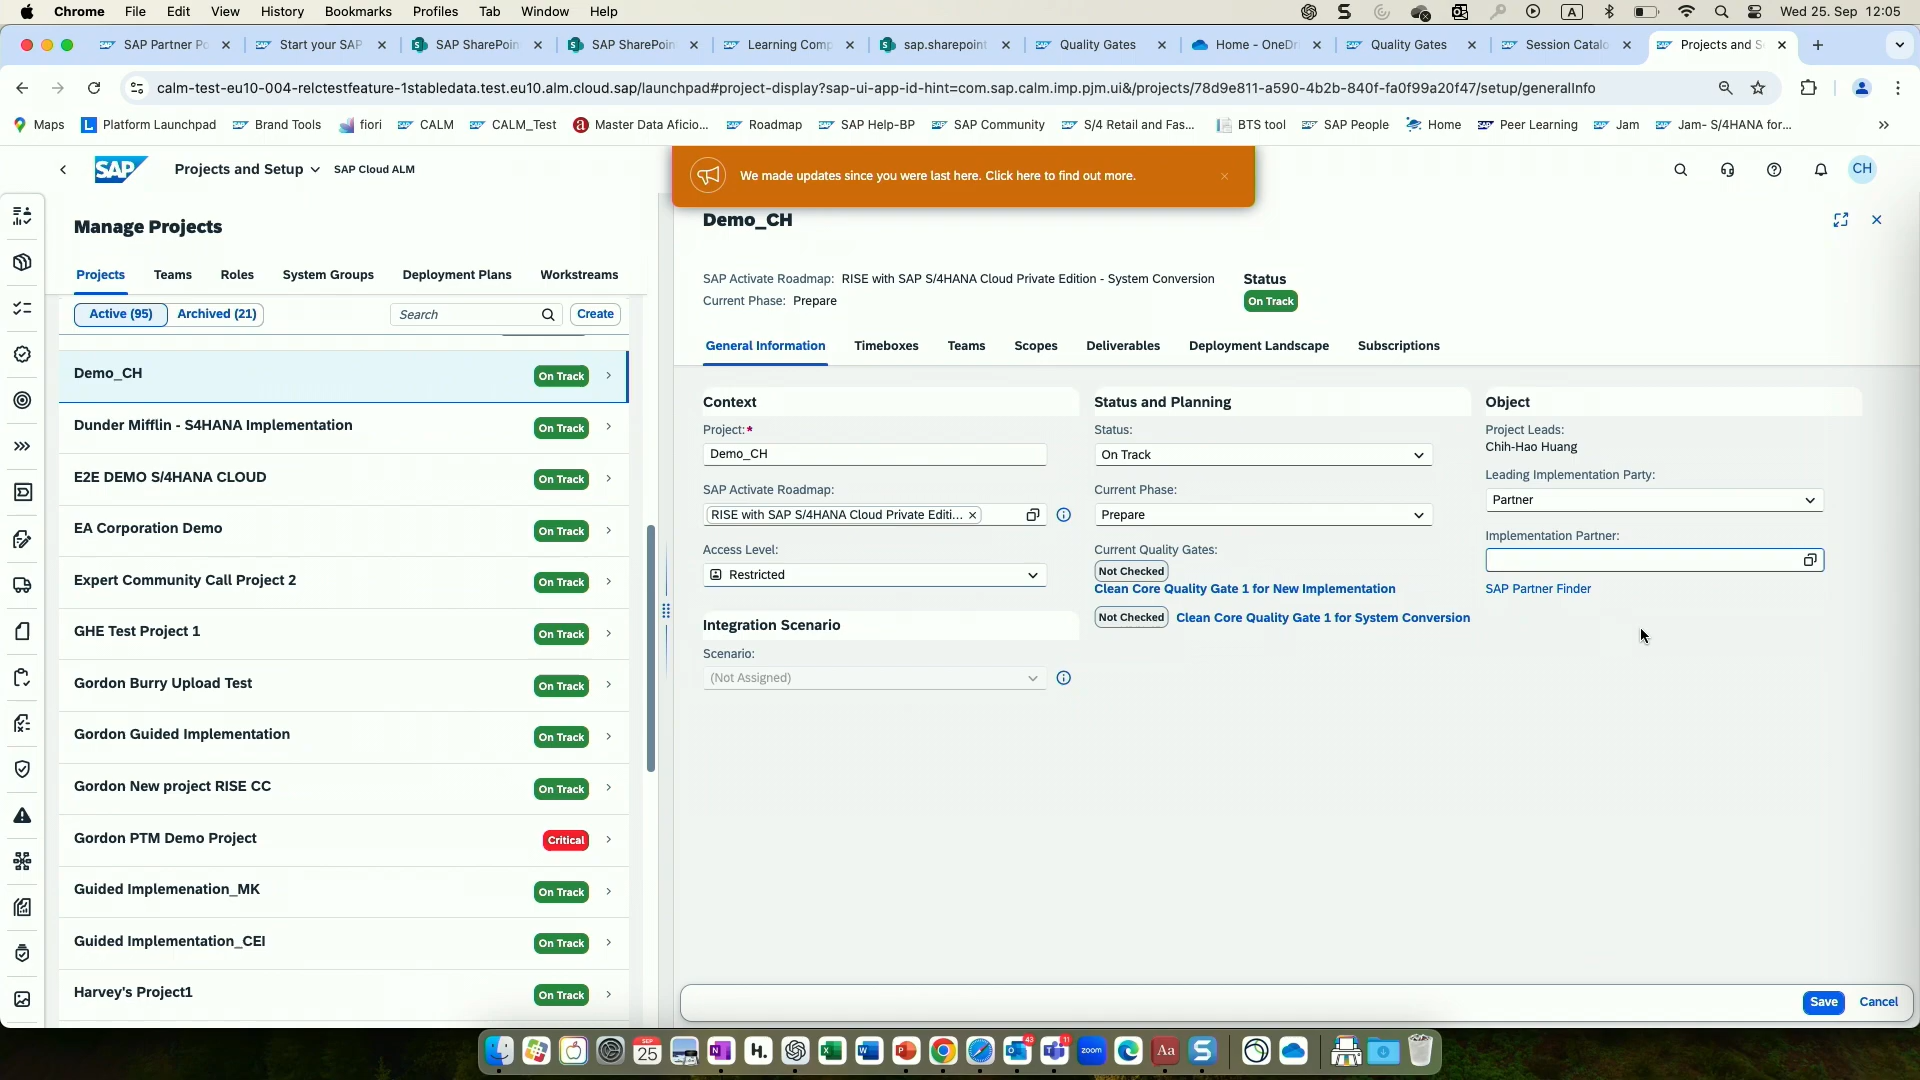 Chrome File Edit View History Bookmarks Profiles Tab Window Help
A
Wed 25. Sep 12:05
SAP Partner Po
Start your SAP
SAP SharePoin
SAP SharePoin
Learning Comp
sap.sharepoint
Quality Gates
Home - OneDri
Quality Gates
Session Catalo
Projects and S
calm-test-eu10-004-relctestfeature-1stabledata.test.eu10.alm.cloud.sap/launchpad#project-display?sap-ui-app-id-hint=com.sap.calm.imp.pjm.ui&/projects/78d9e811-a590-4b2b-840f-fa0f99a20f47/setup/generalInfo
Maps Platform Launchpad Brand Tools fiori CALM CALM_Test Master Data Aficio... Roadmap SAP Help-BP SAP Community S/4 Retail and Fas... BTS tool SAP People Home Peer Learning Jam Jam- S/4HANA for...
SAP
Projects and Setup
SAP Cloud ALM
We made updates since you were last here. Click here to find out more.
CH
Manage Projects
Projects Teams Roles System Groups Deployment Plans Workstreams
Active (95) Archived (21)
Search
Create
Demo_CH On Track
Dunder Mifflin - S4HANA Implementation On Track
E2E DEMO S/4HANA CLOUD On Track
EA Corporation Demo On Track
Expert Community Call Project 2 On Track
GHE Test Project 1 On Track
Gordon Burry Upload Test On Track
Gordon Guided Implementation On Track
Gordon New project RISE CC On Track
Gordon PTM Demo Project Critical
Guided Implemenation_MK On Track
Guided Implementation_CEI On Track
Harvey's Project1 On Track
Demo_CH
SAP Activate Roadmap: RISE with SAP S/4HANA Cloud Private Edition - System Conversion
Current Phase: Prepare
Status
On Track
General Information Timeboxes Teams Scopes Deliverables Deployment Landscape Subscriptions
Context
Project:*
Demo_CH
SAP Activate Roadmap:
RISE with SAP S/4HANA Cloud Private Editi...
Access Level:
Restricted
Integration Scenario
Scenario:
(Not Assigned)
Status and Planning
Status:
On Track
Current Phase:
Prepare
Current Quality Gates:
Not Checked
Clean Core Quality Gate 1 for New Implementation
Not Checked Clean Core Quality Gate 1 for System Conversion
Object
Project Leads:
Chih-Hao Huang
Leading Implementation Party:
Partner
Implementation Partner:
SAP Partner Finder
Save Cancel
SEP
25
N
h.
X
W
P
43
11
zoom
Aa
S